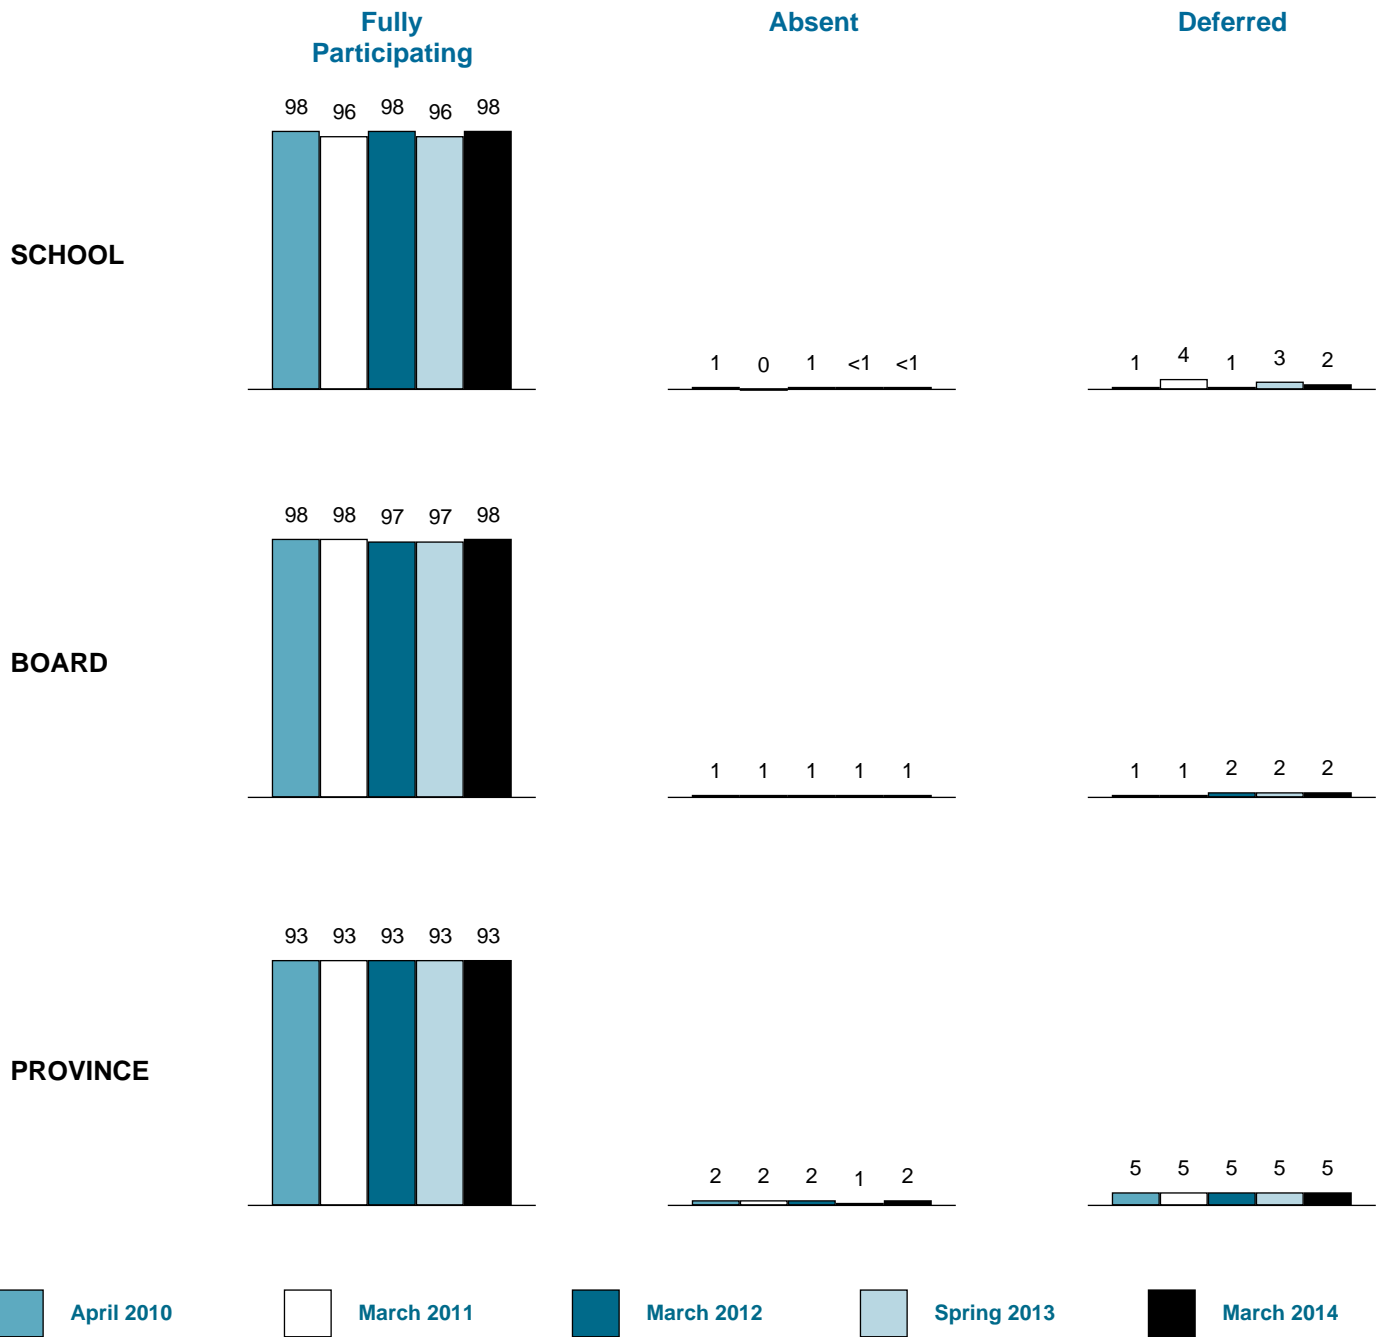 Fully
Participating
Absent
Deferred
98 96 98 96 98
SCHOOL
1 0 1 <1 <1
1 4 1 3 2
98 98 97 97 98
BOARD
1 1 1 1 1
1 1 2 2 2
93 93 93 93 93
PROVINCE
2 2 2 1 2
5 5 5 5 5
April 2010
March 2011
March 2012
Spring 2013
March 2014